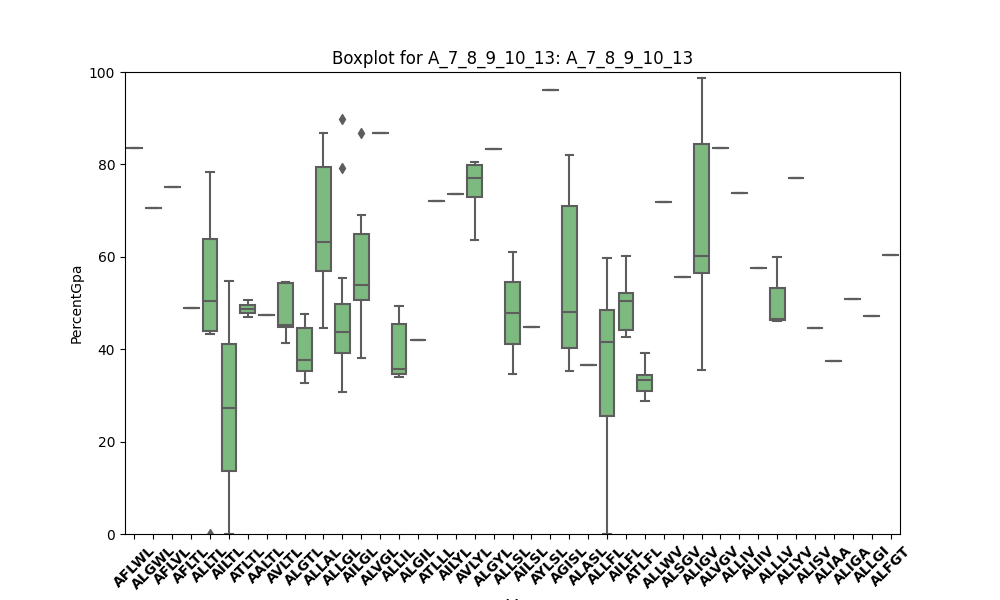 Boxplot for A_7_8_9_10_13: A_7_8_9_10_13
100
80
60
40
20
0
PercentGpa
AFLWL
ALGWL
AFLVL
AFLTL
ALLTL
AILTL
ATLTL
AALTL
AVLTL
ALGTL
ALLAL
ALLGL
AILGL
ALVGL
ALLIL
ALGIL
ATLLL
AILYL
AVLYL
ALGYL
ALLSL
AILSL
AYLSL
AGISL
ALASL
ALLFL
AILFL
ATLFL
ALLWV
ALSGV
ALIGV
ALVGV
ALLIV
ALIIV
ALLLV
ALLYV
ALISV
ALIAA
ALIGA
ALLGI
ALFGT